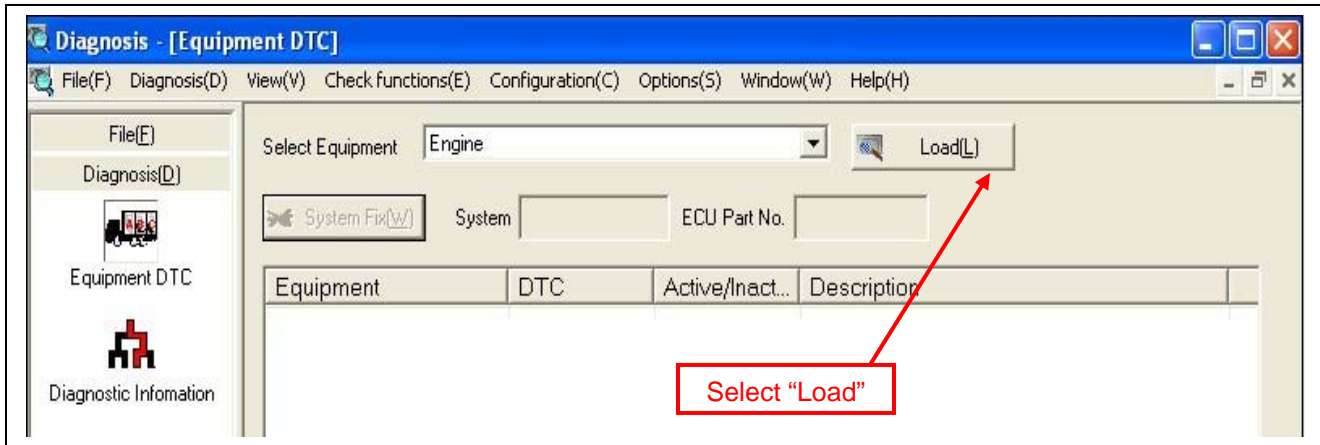 Diagnosis - [Equipment DTC]
File(F) Diagnosis(D) View(V) Check functions(E) Configuration(C) Options(S) Window(W) Help(H)
File(F)
Diagnosis(D)
Equipment DTC
Diagnostic Infomation
Select Equipment Engine Load(L)
System Fix(W) System ECU Part No.
Equipment DTC Active/Inact... Description
Select “Load”